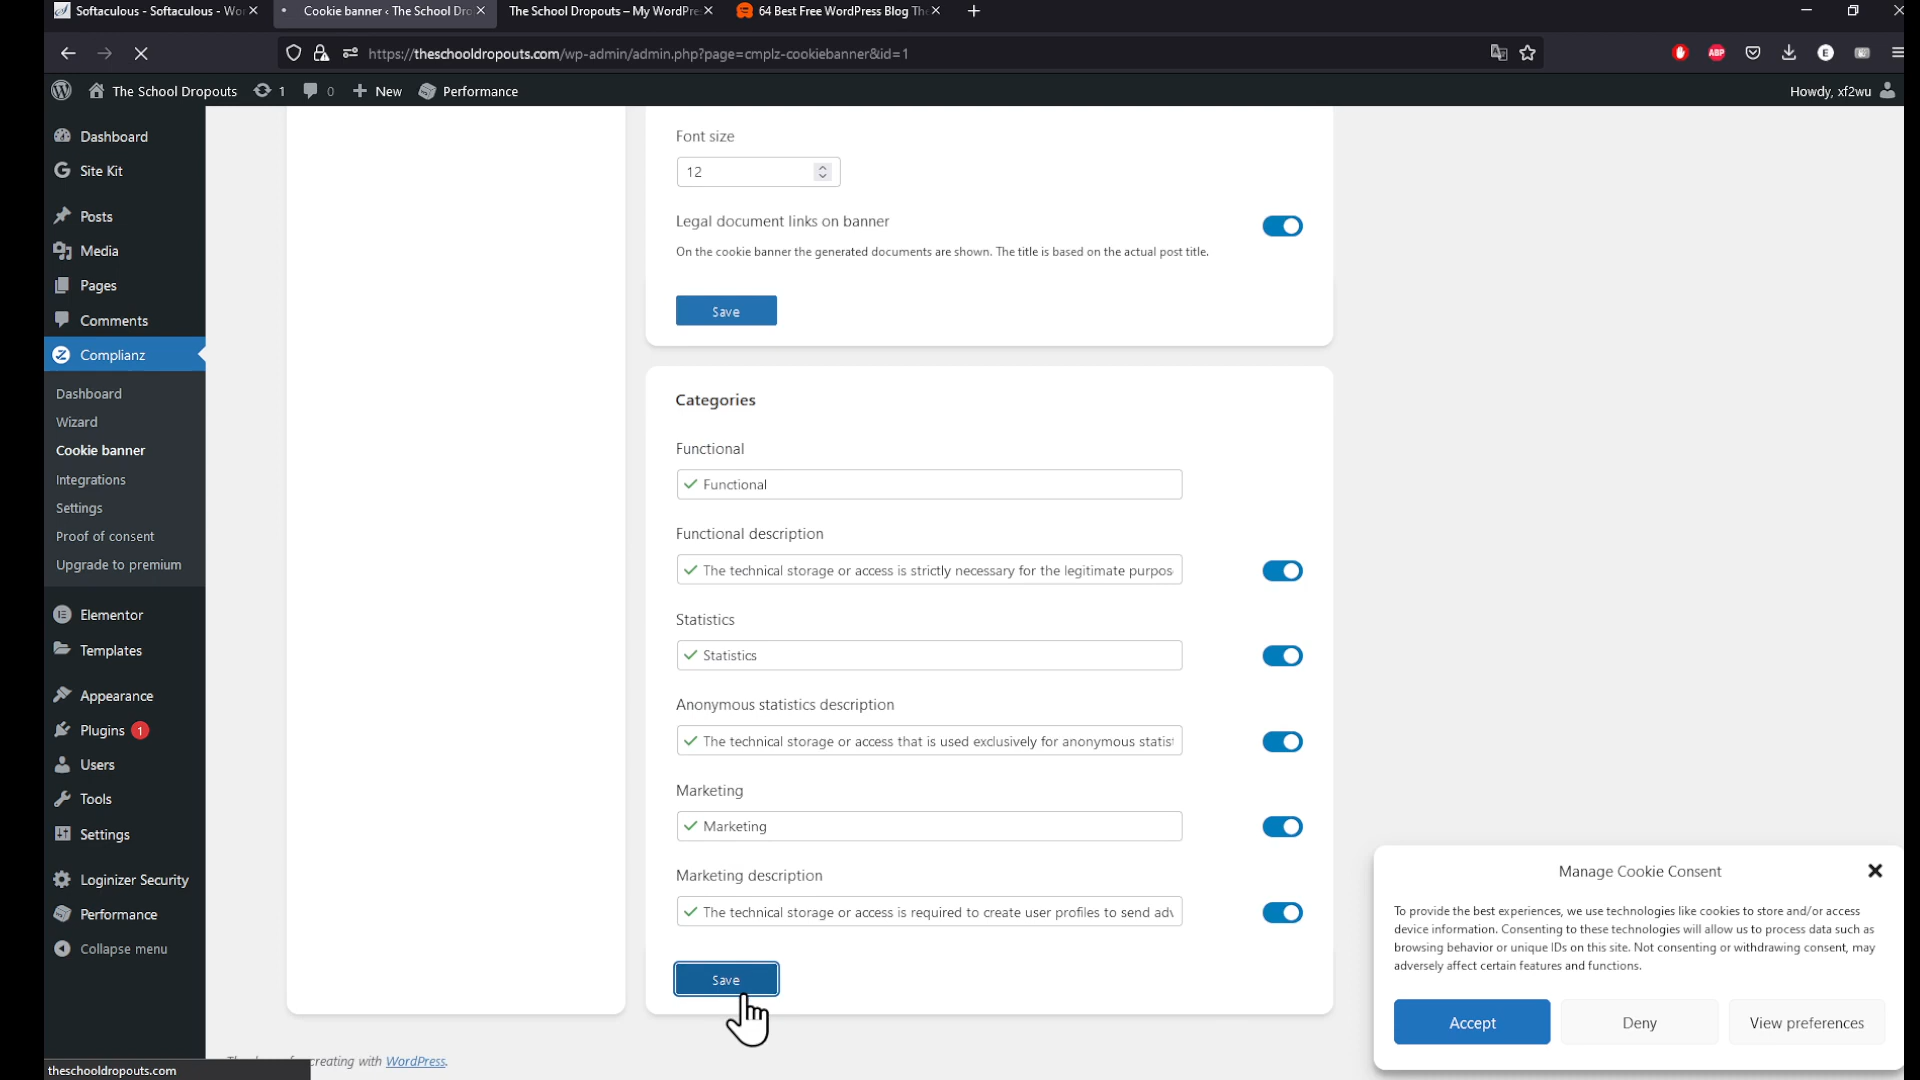 Softaculous - Softaculous - Wo
Cookie banner ‹ The School Dro
The School Dropouts – My WordPre
64 Best Free WordPress Blog The
https://theschooldropouts.com/wp-admin/admin.php?page=cmplz-cookiebanner&id=1
ABP
E
The School Dropouts
1
0
New
Performance
Howdy, xf2wu
Dashboard
Site Kit
Posts
Media
Pages
Comments
Complianz
Dashboard
Wizard
Cookie banner
Integrations
Settings
Proof of consent
Upgrade to premium
Elementor
Templates
Appearance
Plugins 1
Users
Tools
Settings
Loginizer Security
Performance
Collapse menu
Font size
12
Legal document links on banner
On the cookie banner the generated documents are shown. The title is based on the actual post title.
Save
Categories
Functional
Functional
Functional description
The technical storage or access is strictly necessary for the legitimate purpos
Statistics
Statistics
Anonymous statistics description
The technical storage or access that is used exclusively for anonymous statist
Marketing
Marketing
Marketing description
The technical storage or access is required to create user profiles to send adv
Save
Manage Cookie Consent
To provide the best experiences, we use technologies like cookies to store and/or access
device information. Consenting to these technologies will allow us to process data such as
browsing behavior or unique IDs on this site. Not consenting or withdrawing consent, may
adversely affect certain features and functions.
Accept
Deny
View preferences
creating with WordPress.
theschooldropouts.com